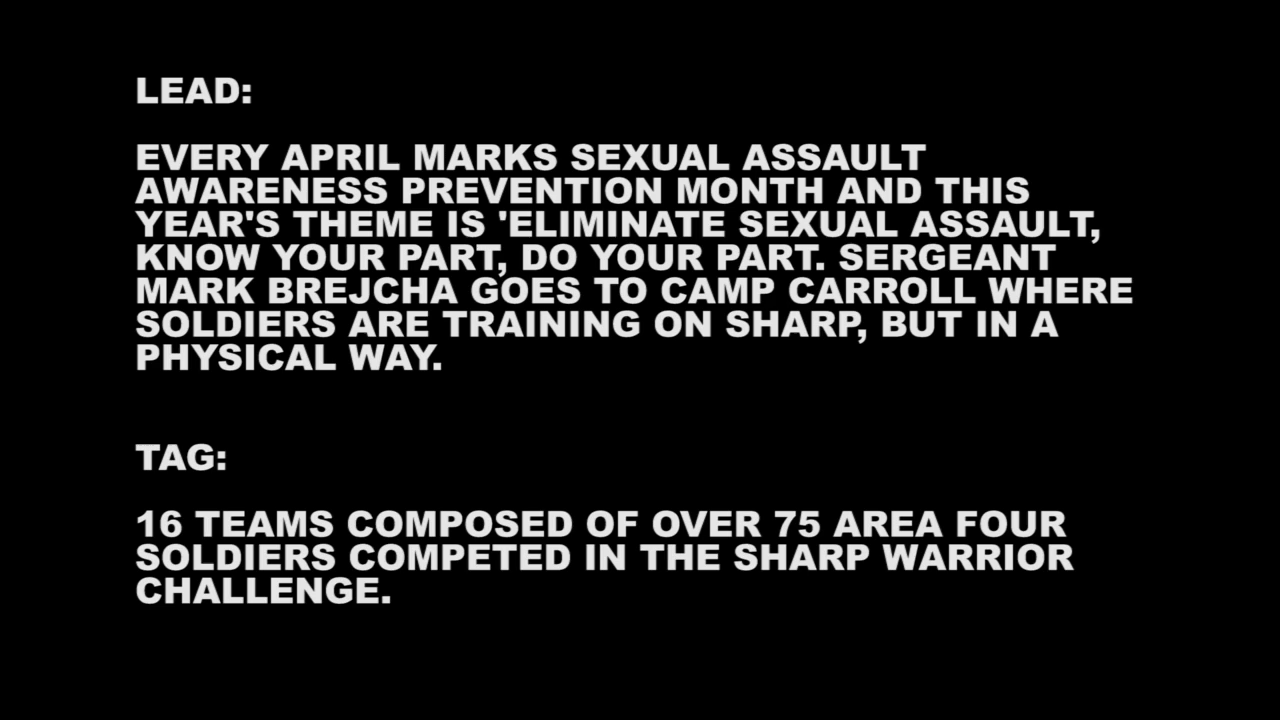 LEAD:
EVERY APRIL MARKS SEXUAL ASSAULT
AWARENESS PREVENTION MONTH AND THIS
YEAR'S THEME IS 'ELIMINATE SEXUAL ASSAULT,
KNOW YOUR PART, DO YOUR PART. SERGEANT
MARK BREJCHA GOES TO CAMP CARROLL WHERE
SOLDIERS ARE TRAINING ON SHARP, BUT IN A
PHYSICAL WAY.
TAG:
16 TEAMS COMPOSED OF OVER 75 AREA FOUR
SOLDIERS COMPETED IN THE SHARP WARRIOR
CHALLENGE.